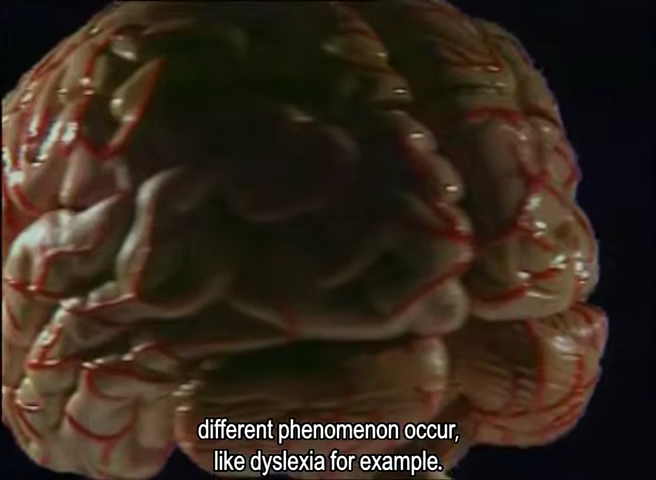 different phenomenon occur,
like dyslexia for example.